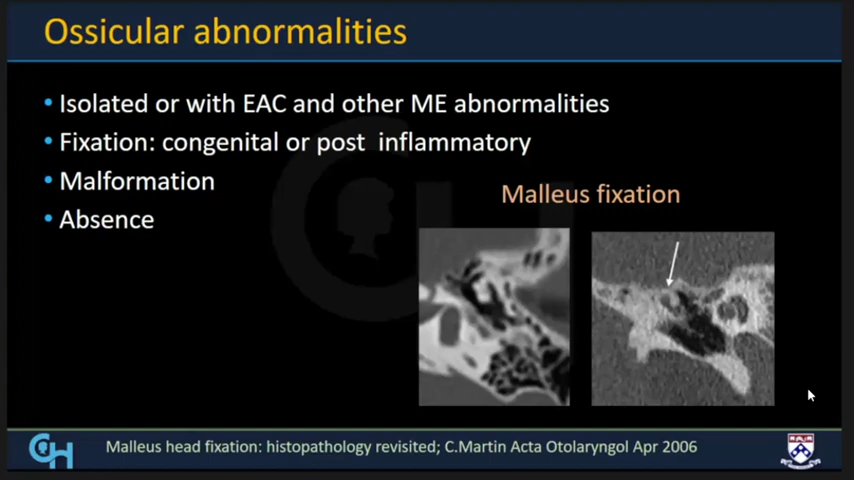 Ossicular abnormalities
• Isolated or with EAC and other ME abnormalities
• Fixation: congenital or post inflammatory
• Malformation
• Absence
Malleus fixation
CH
Malleus head fixation: histopathology revisited; C.Martin Acta Otolaryngol Apr 2006